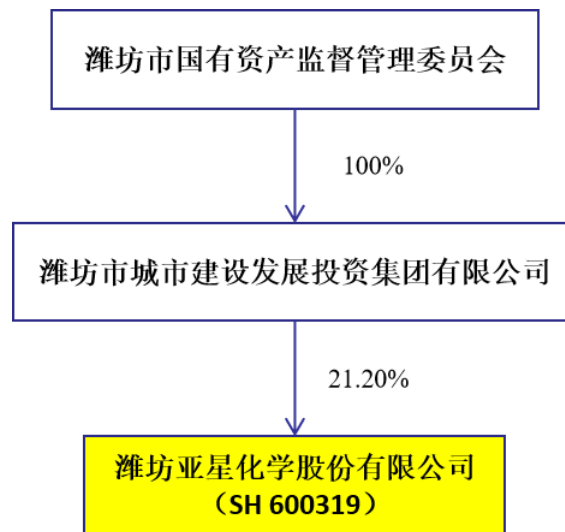 潍坊市国有资产监督管理委员会
100%
潍坊市城市建设发展投资集团有限公司
21.20%
潍坊亚星化学股份有限公司
（SH 600319）